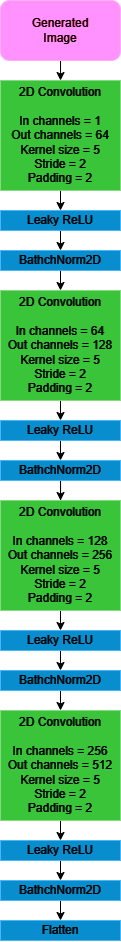 Generated
Image
2D Convolution
In channels = 1
Out channels = 64
Kernel size = 5
Stride = 2
Padding = 2
Leaky ReLU
BathchNorm2D
2D Convolution
In channels = 64
Out channels = 128
Kernel size = 5
Stride = 2
Padding = 2
Leaky ReLU
BathchNorm2D
2D Convolution
In channels = 128
Out channels = 256
Kernel size = 5
Stride = 2
Padding = 2
Leaky ReLU
BathchNorm2D
2D Convolution
In channels = 256
Out channels = 512
Kernel size = 5
Stride = 2
Padding = 2
Leaky ReLU
BathchNorm2D
Flatten